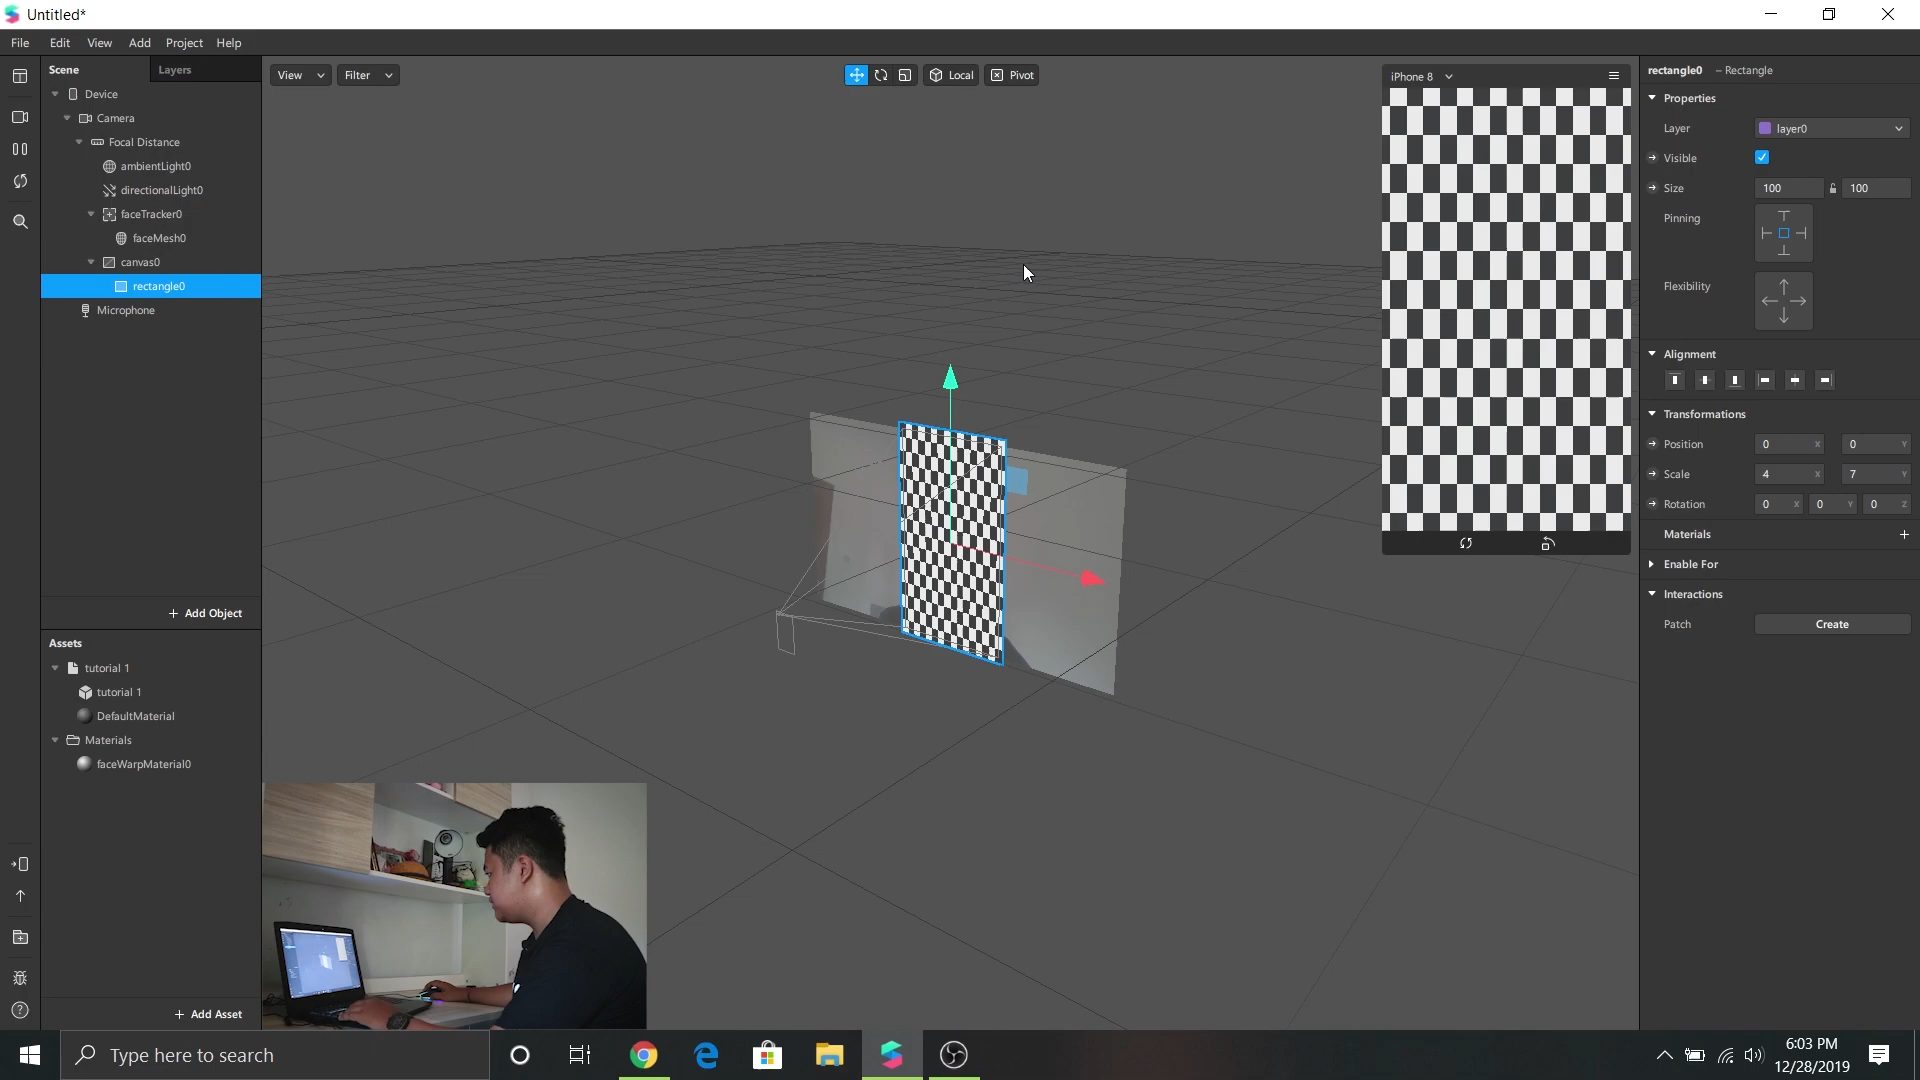 Untitled*
File Edit View Add Project Help
Scene Layers
Device
Camera
Focal Distance
ambientLight0
directionalLight0
faceTracker0
faceMesh0
canvas0
rectangle0
Microphone
+ Add Object
Assets
tutorial 1
tutorial 1
DefaultMaterial
Materials
faceWarpMaterial0
+ Add Asset
View Filter
Local Pivot
iPhone 8
rectangle0 – Rectangle
Properties
Layer layer0
Visible
Size 100 100
Pinning
Flexibility
Alignment
Transformations
Position 0 X 0 Y
Scale 4 X 7 Y
Rotation 0 X 0 Y 0 Z
Materials +
Enable For
Interactions
Patch Create
Type here to search
6:03 PM
12/28/2019